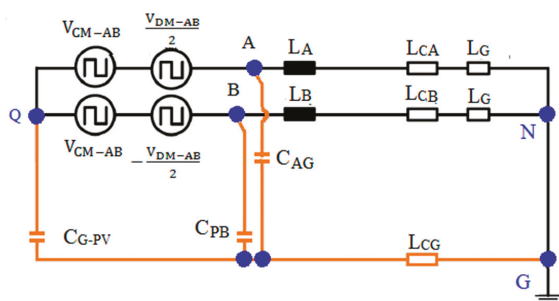 V_CM-AB V_DM-AB/2 A L_A L_CA L_G
B L_B L_CB L_G
Q N
V_CM-AB -V_DM-AB/2 C_AG
C_G-PV C_PB L_CG
G